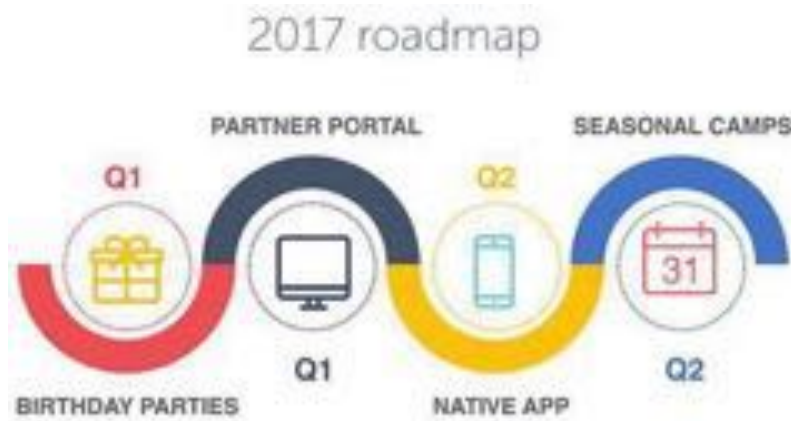 2017 roadmap
PARTNER PORTAL
SEASONAL CAMPS
Q1
Q2
31
Q1
Q2
BIRTHDAY PARTIES
NATIVE APP